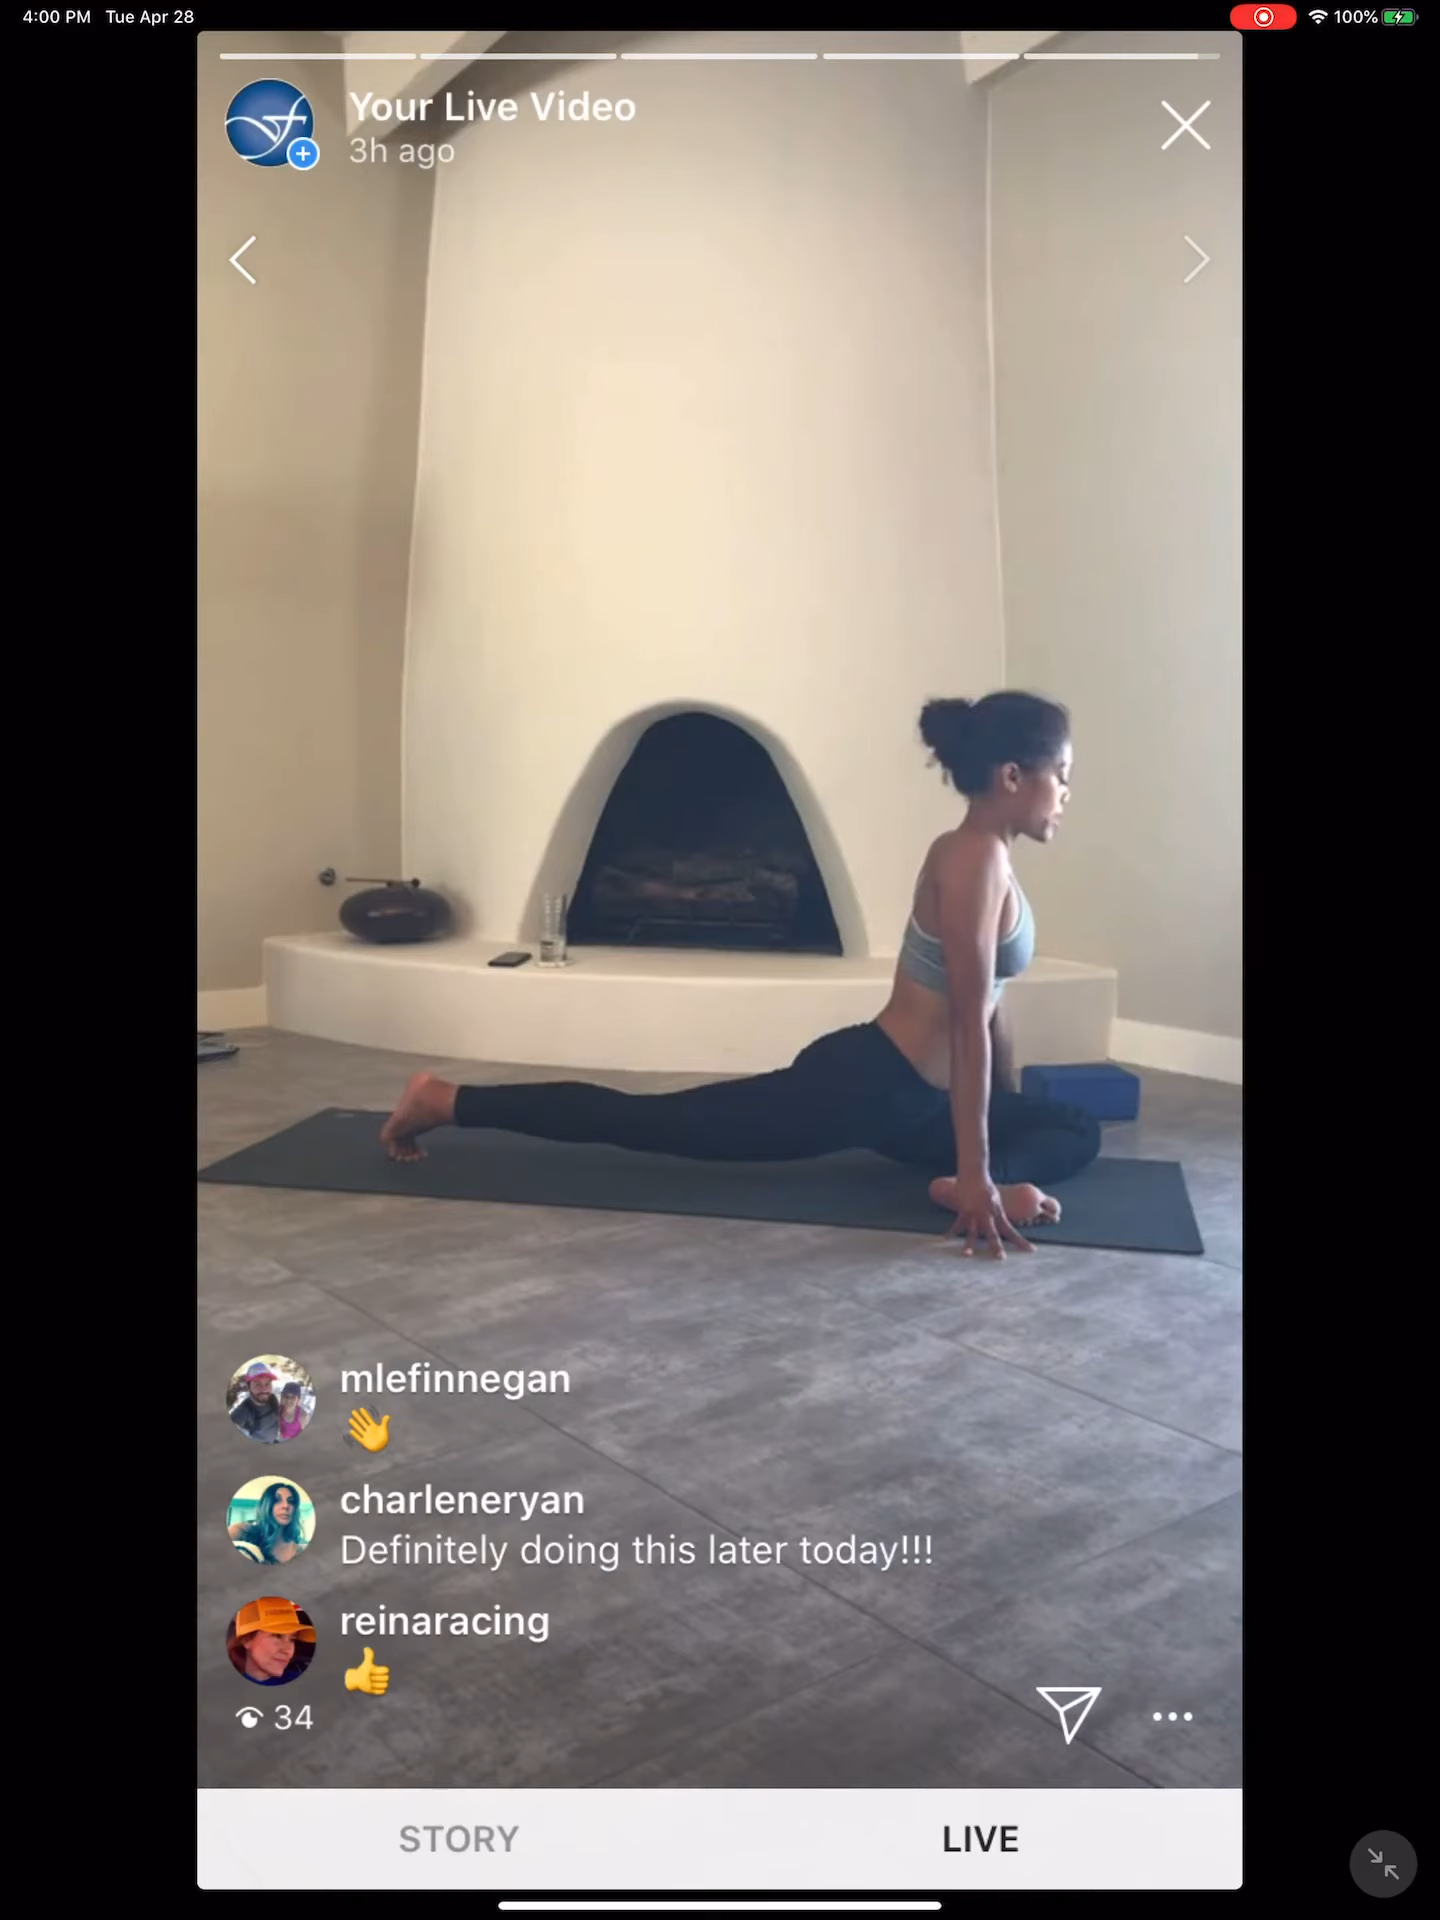 4:00 PM Tue Apr 28
100%
Your Live Video
3h ago
mlefinnegan
👋
charleneryan
Definitely doing this later today!!!
reinaracing
👍
34
STORY
LIVE